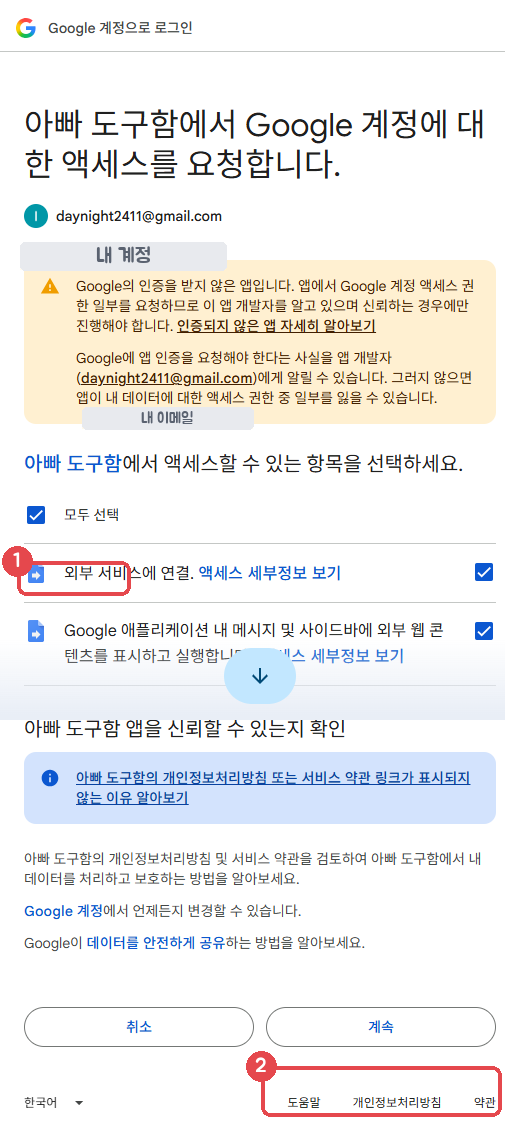 Google 계정으로 로그인
아빠 도구함에서 Google 계정에 대
한 액세스를 요청합니다.
I daynight2411@gmail.com
내 계정
Google의 인증을 받지 않은 앱입니다. 앱에서 Google 계정 액세스 권
한 일부를 요청하므로 이 앱 개발자를 알고 있으며 신뢰하는 경우에만
진행해야 합니다. 인증되지 않은 앱 자세히 알아보기
Google에 앱 인증을 요청해야 한다는 사실을 앱 개발자
(daynight2411@gmail.com)에게 알릴 수 있습니다. 그러지 않으면
앱이 내 데이터에 대한 액세스 권한 중 일부를 잃을 수 있습니다.
내 이메일
아빠 도구함에서 액세스할 수 있는 항목을 선택하세요.
모두 선택
1
외부 서비스에 연결. 액세스 세부정보 보기
Google 애플리케이션 내 메시지 및 사이드바에 외부 웹 콘
텐츠를 표시하고 실행합니 세스 세부정보 보기
아빠 도구함 앱을 신뢰할 수 있는지 확인
아빠 도구함의 개인정보처리방침 또는 서비스 약관 링크가 표시되지
않는 이유 알아보기
아빠 도구함의 개인정보처리방침 및 서비스 약관을 검토하여 아빠 도구함에서 내
데이터를 처리하고 보호하는 방법을 알아보세요.
Google 계정에서 언제든지 변경할 수 있습니다.
Google이 데이터를 안전하게 공유하는 방법을 알아보세요.
취소 계속
2
한국어 도움말 개인정보처리방침 약관